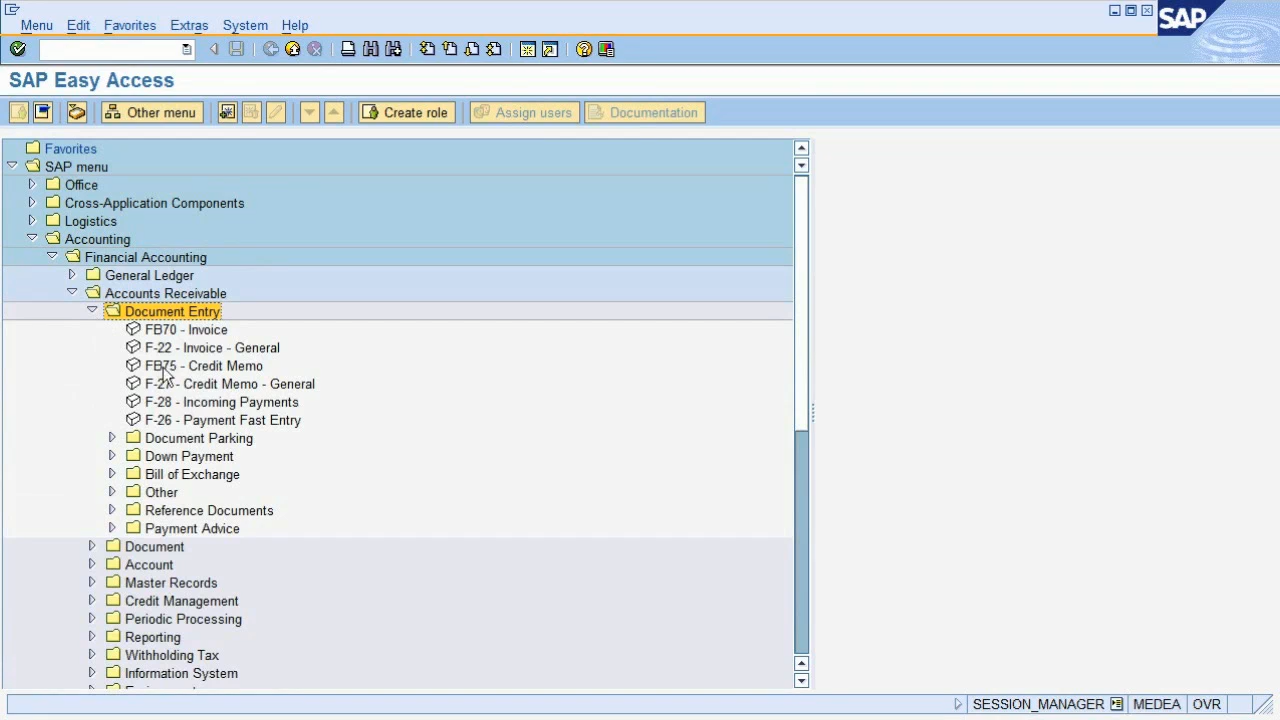 Menu Edit Favorites Extras System Help
SAP
SAP Easy Access
Other menu Create role Assign users Documentation
Favorites
SAP menu
Office
Cross-Application Components
Logistics
Accounting
Financial Accounting
General Ledger
Accounts Receivable
Document Entry
FB70 - Invoice
F-22 - Invoice - General
FB75 - Credit Memo
F-27 - Credit Memo - General
F-28 - Incoming Payments
F-26 - Payment Fast Entry
Document Parking
Down Payment
Bill of Exchange
Other
Reference Documents
Payment Advice
Document
Account
Master Records
Credit Management
Periodic Processing
Reporting
Withholding Tax
Information System
SESSION_MANAGER MEDEA OVR